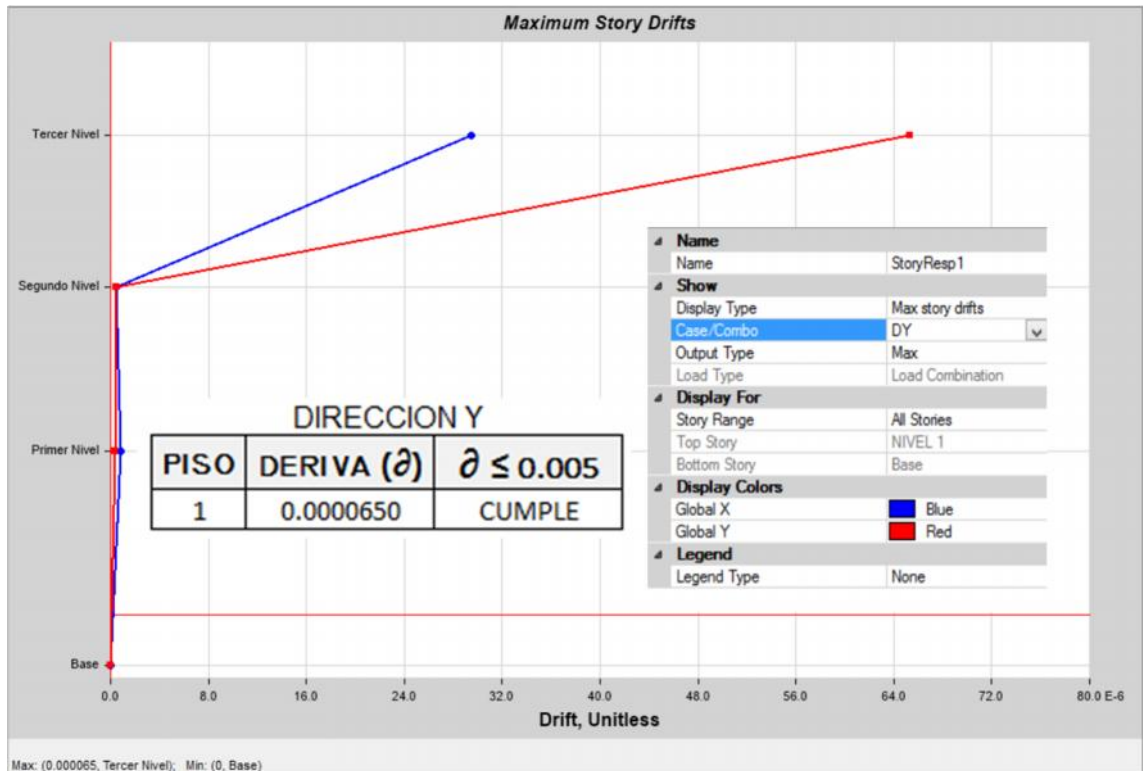 Maximum Story Drifts
Tercer Nivel
Segundo Nivel
Primer Nivel
Base
Name
Name StoryResp1
Show
Display Type Max story drifts
Case/Combo DY
Output Type Max
Load Type Load Combination
Display For
Story Range All Stories
Top Story NIVEL 1
Bottom Story Base
Display Colors
Global X Blue
Global Y Red
Legend
Legend Type None
DIRECCION Y
PISO DERIVA (∂) ∂ ≤ 0.005
1 0.0000650 CUMPLE
0.0 8.0 16.0 24.0 32.0 40.0 48.0 56.0 64.0 72.0 80.0 E-6
Drift, Unitless
Max: (0.000065, Tercer Nivel); Min: (0, Base)